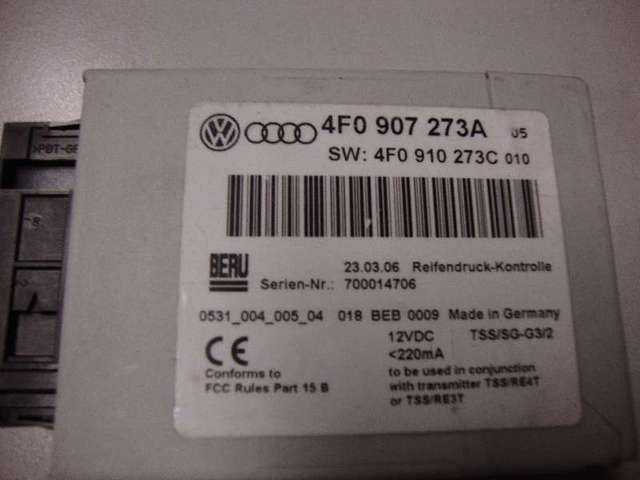 4F0 907 273A 05
SW: 4F0 910 273C 010
BERU
23.03.06 Reifendruck-Kontrolle
Serien-Nr.: 700014706
0531_004_005_04 018 BEB 0009 Made in Germany
12VDC TSS/SG-G3/2
<220mA
CE
Conforms to
FCC Rules Part 15 B
to be used in conjunction
with transmitter TSS/RE4T
or TSS/RE3T